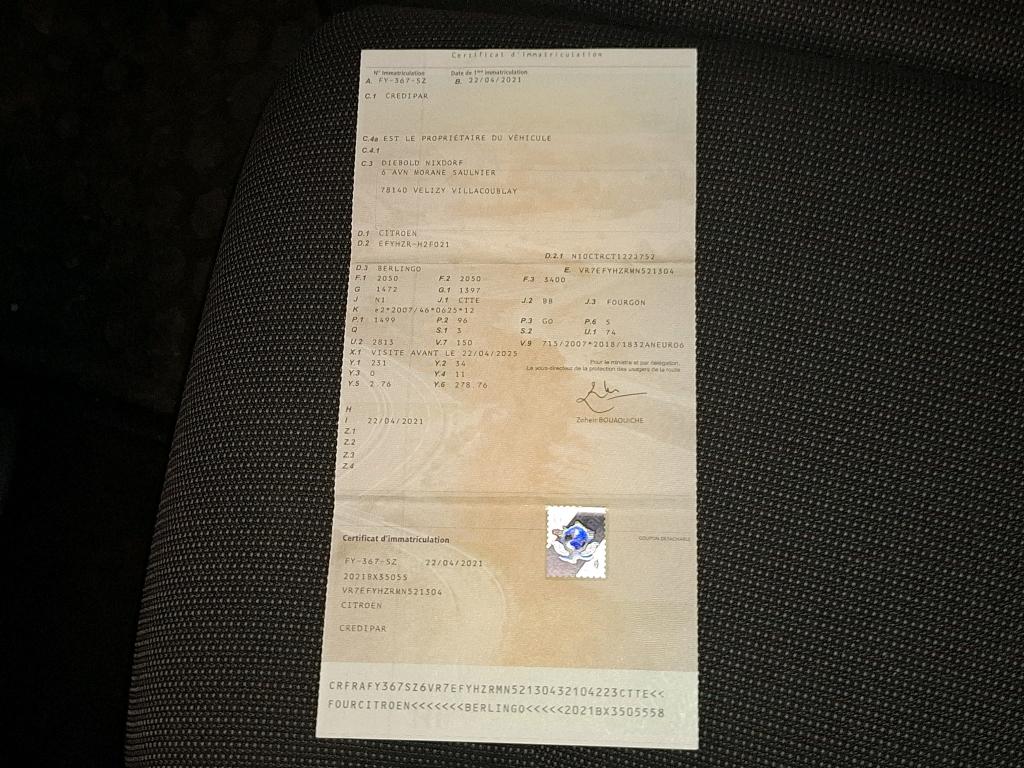 Certificat d'immatriculation
N° Immatriculation Date de 1ère immatriculation
A. FY-367-SZ B. 22/04/2021
C.1 CREDIPAR
C.4a EST LE PROPRIÉTAIRE DU VÉHICULE
C.4.1
C.3 DIEBOLD NIXDORF
6 AVN MORANE SAULNIER
78140 VELIZY VILLACOUBLAY
D.1 CITROEN
D.2 EFYHZR-H2F021
D.2.1 N10CTRCT1223752
D.3 BERLINGO E. VR7EFYHZRMN521304
F.1 2050 F.2 2050 F.3 3400
G 1472 G.1 1397
J N1 J.1 CTTE J.2 BB J.3 FOURGON
K e2*2007/46*0625*12
P.1 1499 P.2 96 P.3 GO P.6 5
Q S.1 3 S.2 U.1 74
U.2 2813 V.7 150 V.9 715/2007*2018/1832ANEURO6
X.1 VISITE AVANT LE 22/04/2025
Y.1 231 Y.2 34
Y.3 0 Y.4 11
Y.5 2.76 Y.6 278.76
Pour le ministre et par délégation,
Le sous-directeur de la protection des usagers de la route
Zoheir BOUAOUICHE
H
I 22/04/2021
Z.1
Z.2
Z.3
Z.4
Certificat d'immatriculation COUPON DETACHABLE
FY-367-SZ 22/04/2021
2021BX35055
VR7EFYHZRMN521304
CITROEN
CREDIPAR
CRFRAFY367SZ6VR7EFYHZRMN52130432104223CTTE<<
FOURCITROEN<<<<<<<BERLINGO<<<<<2021BX3505558